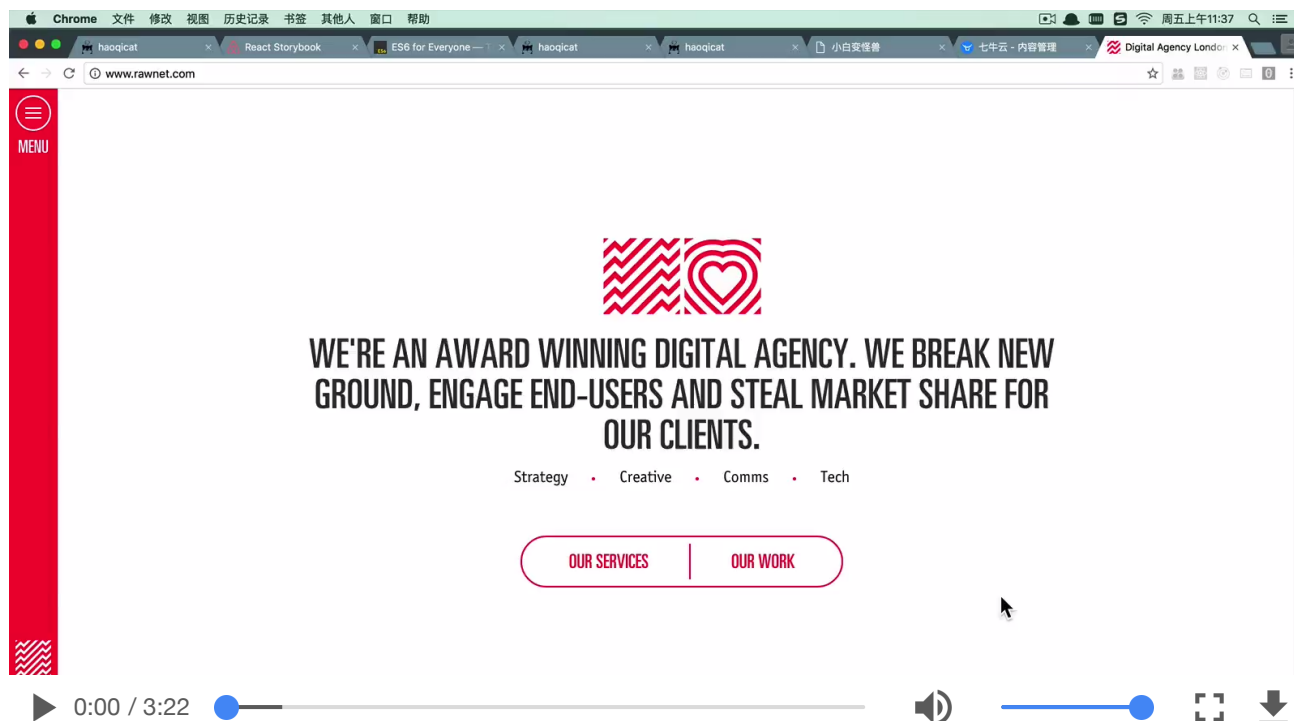 Chrome 文件 修改 视图 历史记录 书签 其他人 窗口 帮助 周五上午11:37
haoqicat React Storybook ES6 for Everyone — haoqicat haoqicat 小白变怪兽 七牛云 - 内容管理 Digital Agency London
www.rawnet.com
MENU
WE'RE AN AWARD WINNING DIGITAL AGENCY. WE BREAK NEW
GROUND, ENGAGE END-USERS AND STEAL MARKET SHARE FOR
OUR CLIENTS.
Strategy • Creative • Comms • Tech
OUR SERVICES OUR WORK
0:00 / 3:22